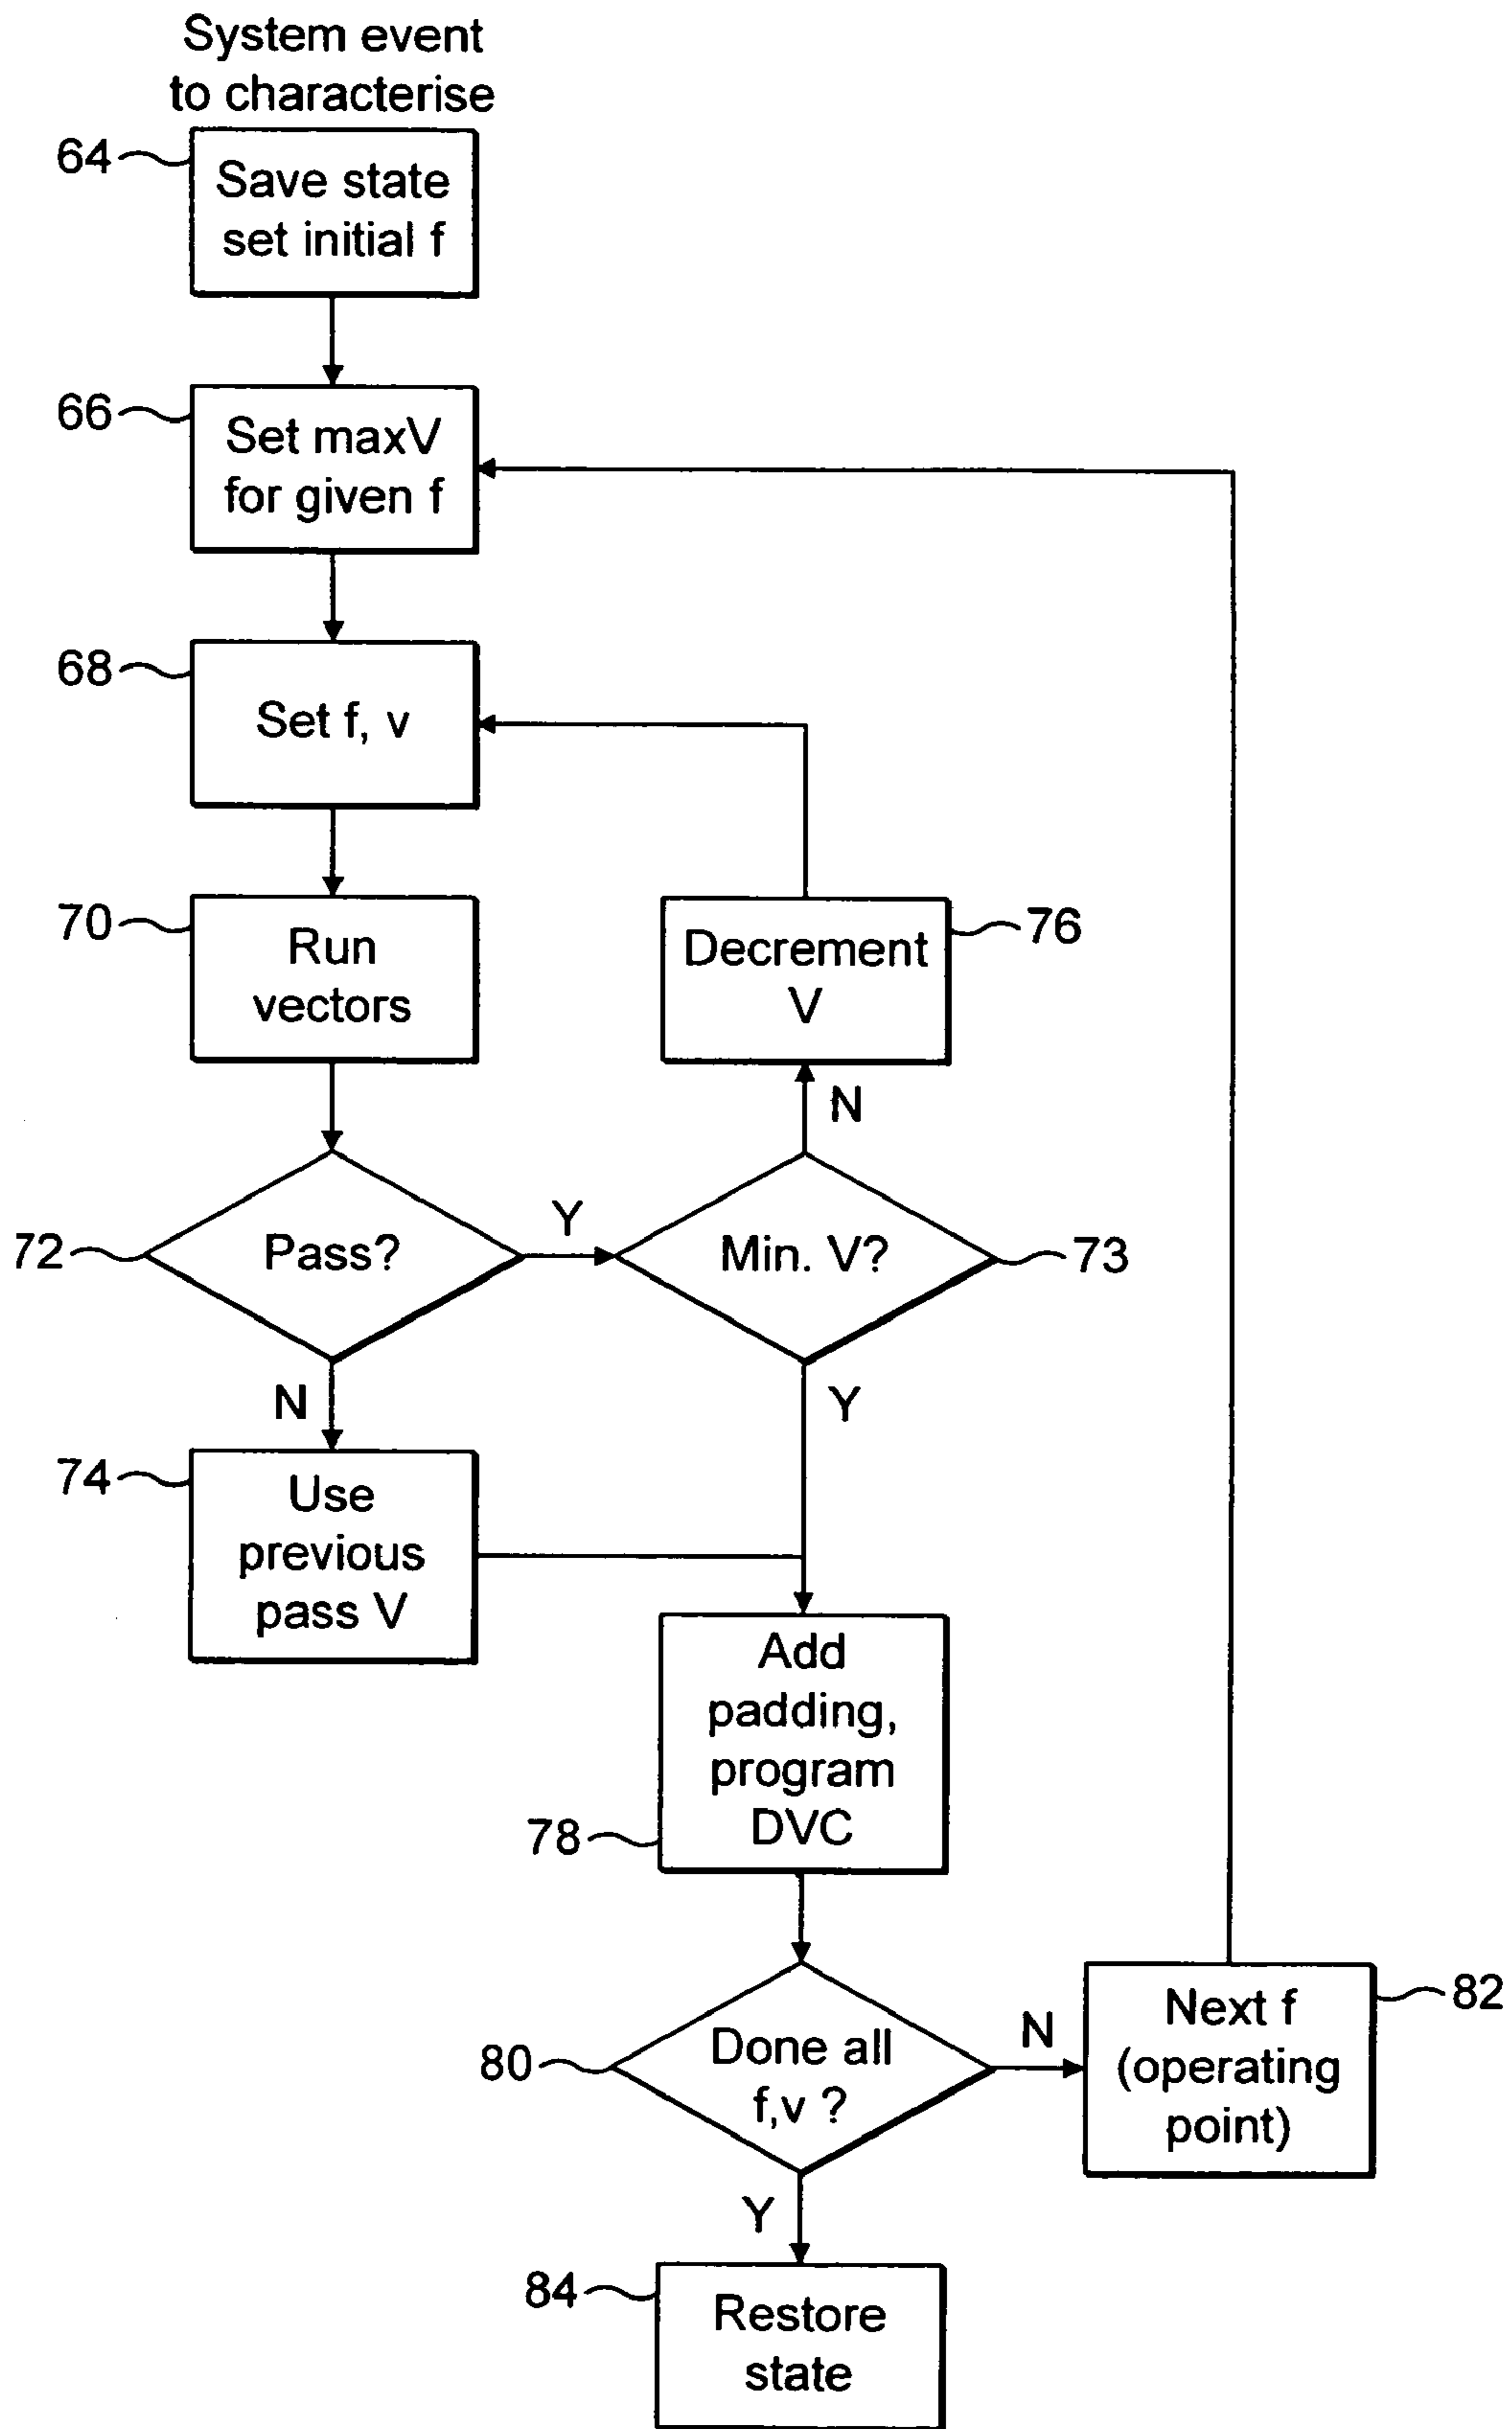 System event
to characterise
64
Save state
set initial f
66
Set maxV
for given f
68
Set f, v
70
Run
vectors
Decrement
V
76
N
72
Pass?
Y
Min. V?
73
N
Y
74
Use
previous
pass V
Add
padding,
program
DVC
78
80
Done all
f,v ?
N
Next f
(operating
point)
82
Y
84
Restore
state